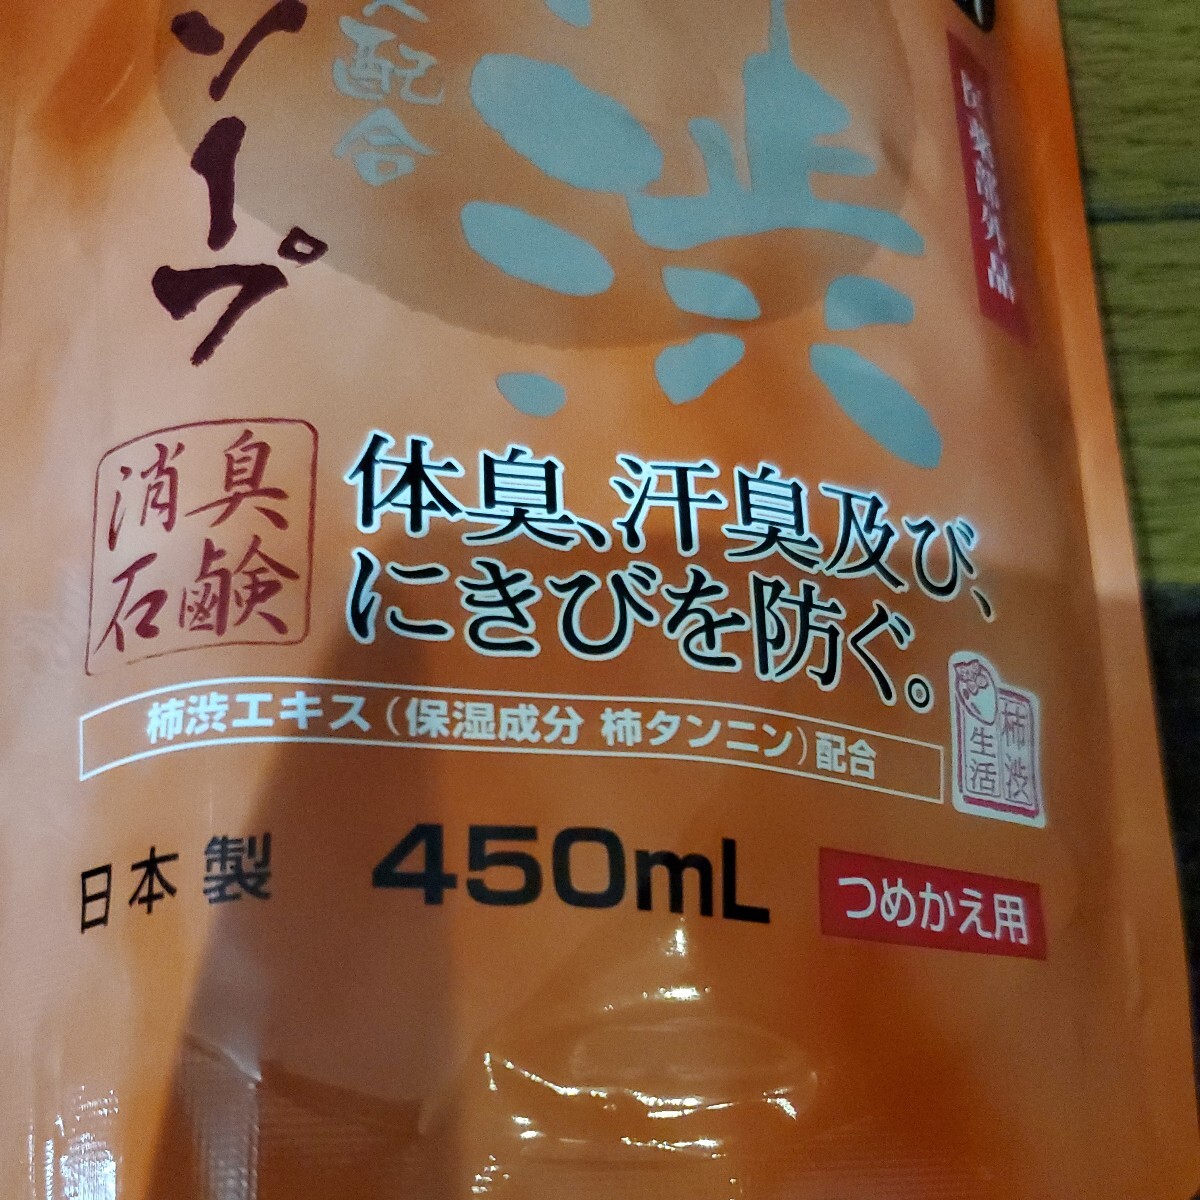 渋
配合
ソープ
医薬部外品
消臭
石鹸
体臭、汗臭及び、
にきびを防ぐ。
柿渋エキス（保湿成分 柿タンニン）配合
柿渋
生活
日本製 450mL
つめかえ用